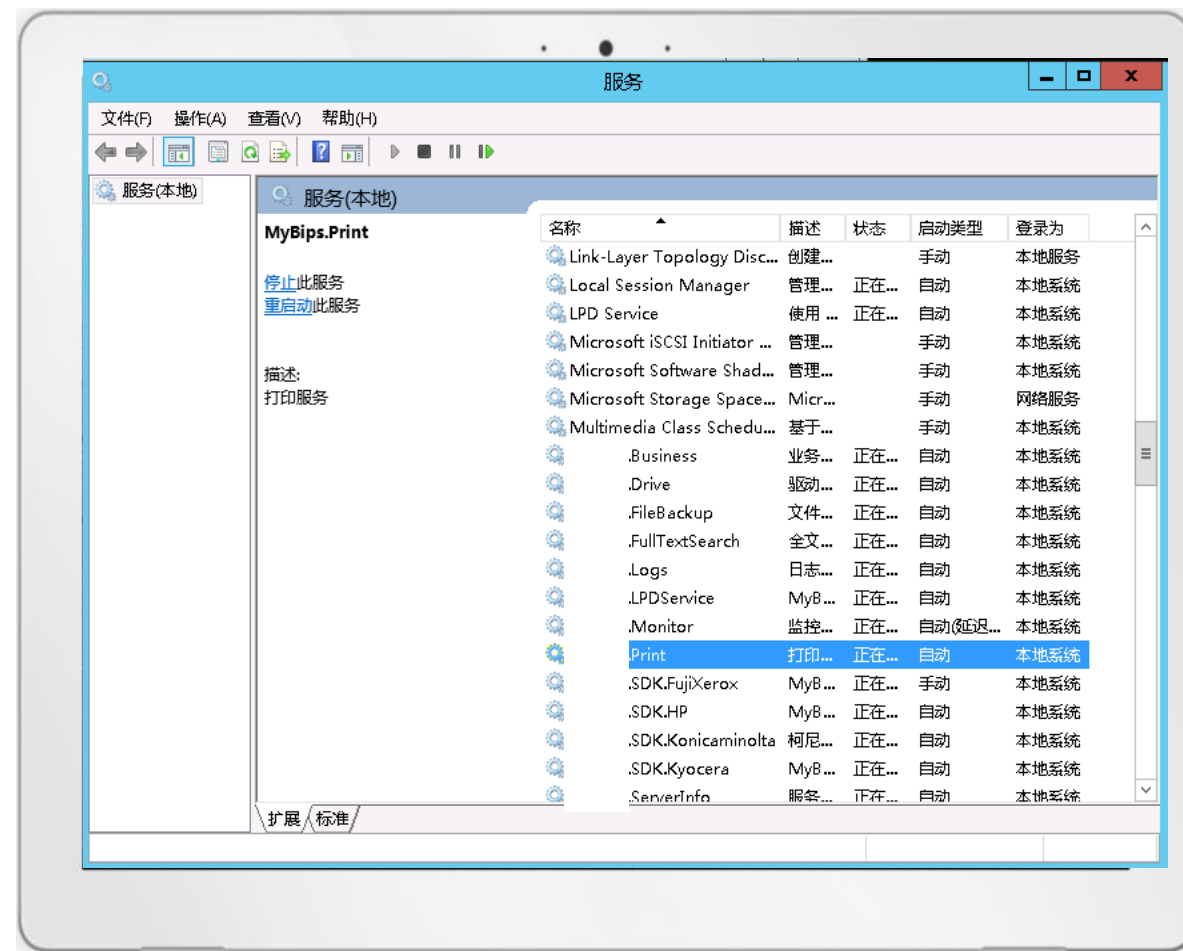 服务
文件(F) 操作(A) 查看(V) 帮助(H)
服务(本地)
服务(本地)
MyBips.Print
停止此服务
重启动此服务
描述:
打印服务
名称 描述 状态 启动类型 登录为
Link-Layer Topology Disc... 创建... 手动 本地服务
Local Session Manager 管理... 正在... 自动 本地系统
LPD Service 使用 ... 正在... 自动 本地系统
Microsoft iSCSI Initiator ... 管理... 手动 本地系统
Microsoft Software Shad... 管理... 手动 本地系统
Microsoft Storage Space... Micr... 手动 网络服务
Multimedia Class Schedu... 基于... 手动 本地系统
.Business 业务... 正在... 自动 本地系统
.Drive 驱动... 正在... 自动 本地系统
.FileBackup 文件... 正在... 自动 本地系统
.FullTextSearch 全文... 正在... 自动 本地系统
.Logs 日志... 正在... 自动 本地系统
.LPDService MyB... 正在... 自动 本地系统
.Monitor 监控... 正在... 自动(延迟... 本地系统
.Print 打印... 正在... 自动 本地系统
.SDK.FujiXerox MyB... 正在... 手动 本地系统
.SDK.HP MyB... 正在... 自动 本地系统
.SDK.Konicaminolta 柯尼... 正在... 自动 本地系统
.SDK.Kyocera MyB... 正在... 自动 本地系统
.ServerInfo 服务... 正在... 自动 本地系统
扩展 标准